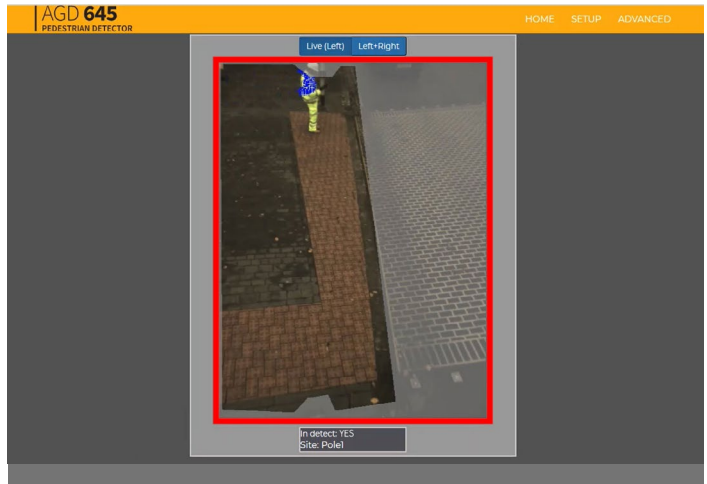 AGD 645
PEDESTRIAN DETECTOR
HOME SETUP ADVANCED
Live (Left) Left+Right
In detect: YES
Site: Pole1